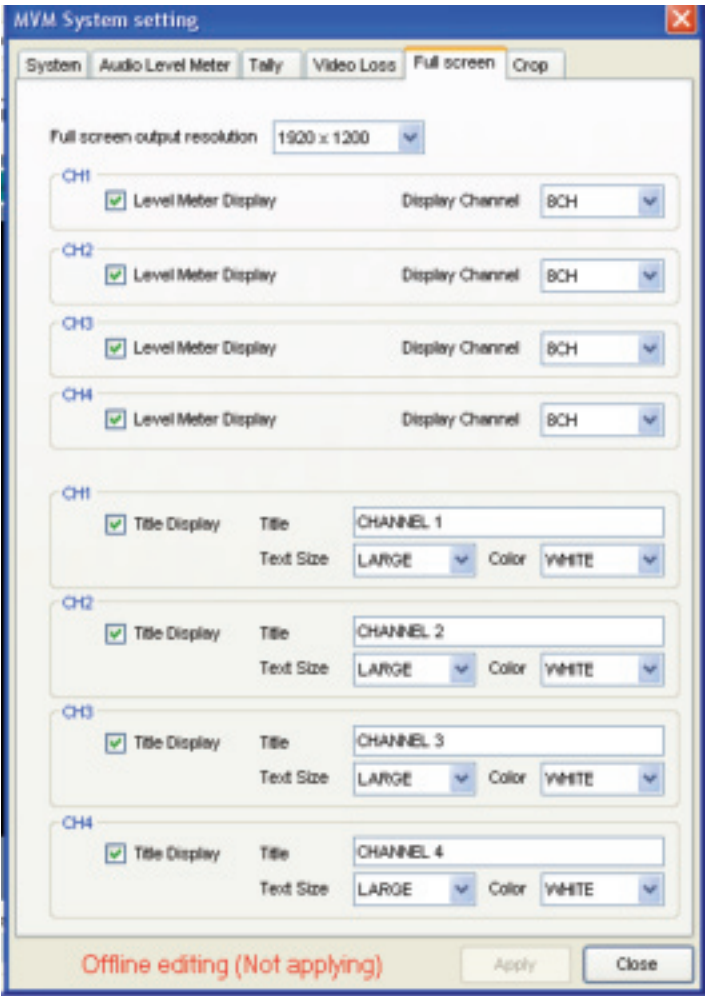 MVM System setting
System Audio Level Meter Tally Video Loss Full screen Crop
Full screen output resolution 1920 x 1200
CH1
Level Meter Display Display Channel 8CH
CH2
Level Meter Display Display Channel 8CH
CH3
Level Meter Display Display Channel 8CH
CH4
Level Meter Display Display Channel 8CH
CH1
Title Display Title CHANNEL 1
Text Size LARGE Color WHITE
CH2
Title Display Title CHANNEL 2
Text Size LARGE Color WHITE
CH3
Title Display Title CHANNEL 3
Text Size LARGE Color WHITE
CH4
Title Display Title CHANNEL 4
Text Size LARGE Color WHITE
Offline editing (Not applying) Apply Close